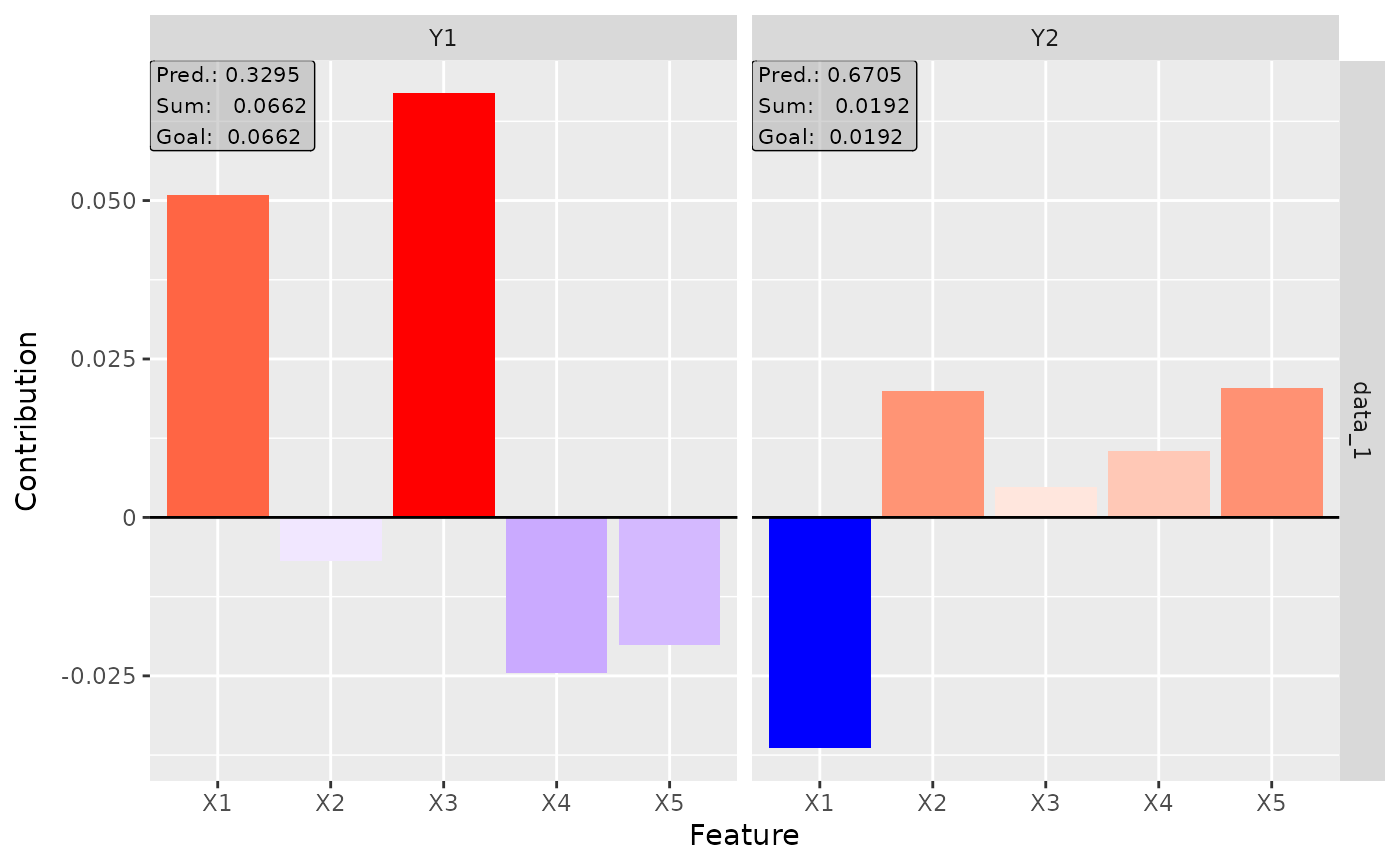 Y1
Y2
Pred.: 0.3295
Sum: 0.0662
Goal: 0.0662
Pred.: 0.6705
Sum: 0.0192
Goal: 0.0192
0.050
0.025
0
-0.025
Contribution
data_1
X1 X2 X3 X4 X5
X1 X2 X3 X4 X5
Feature